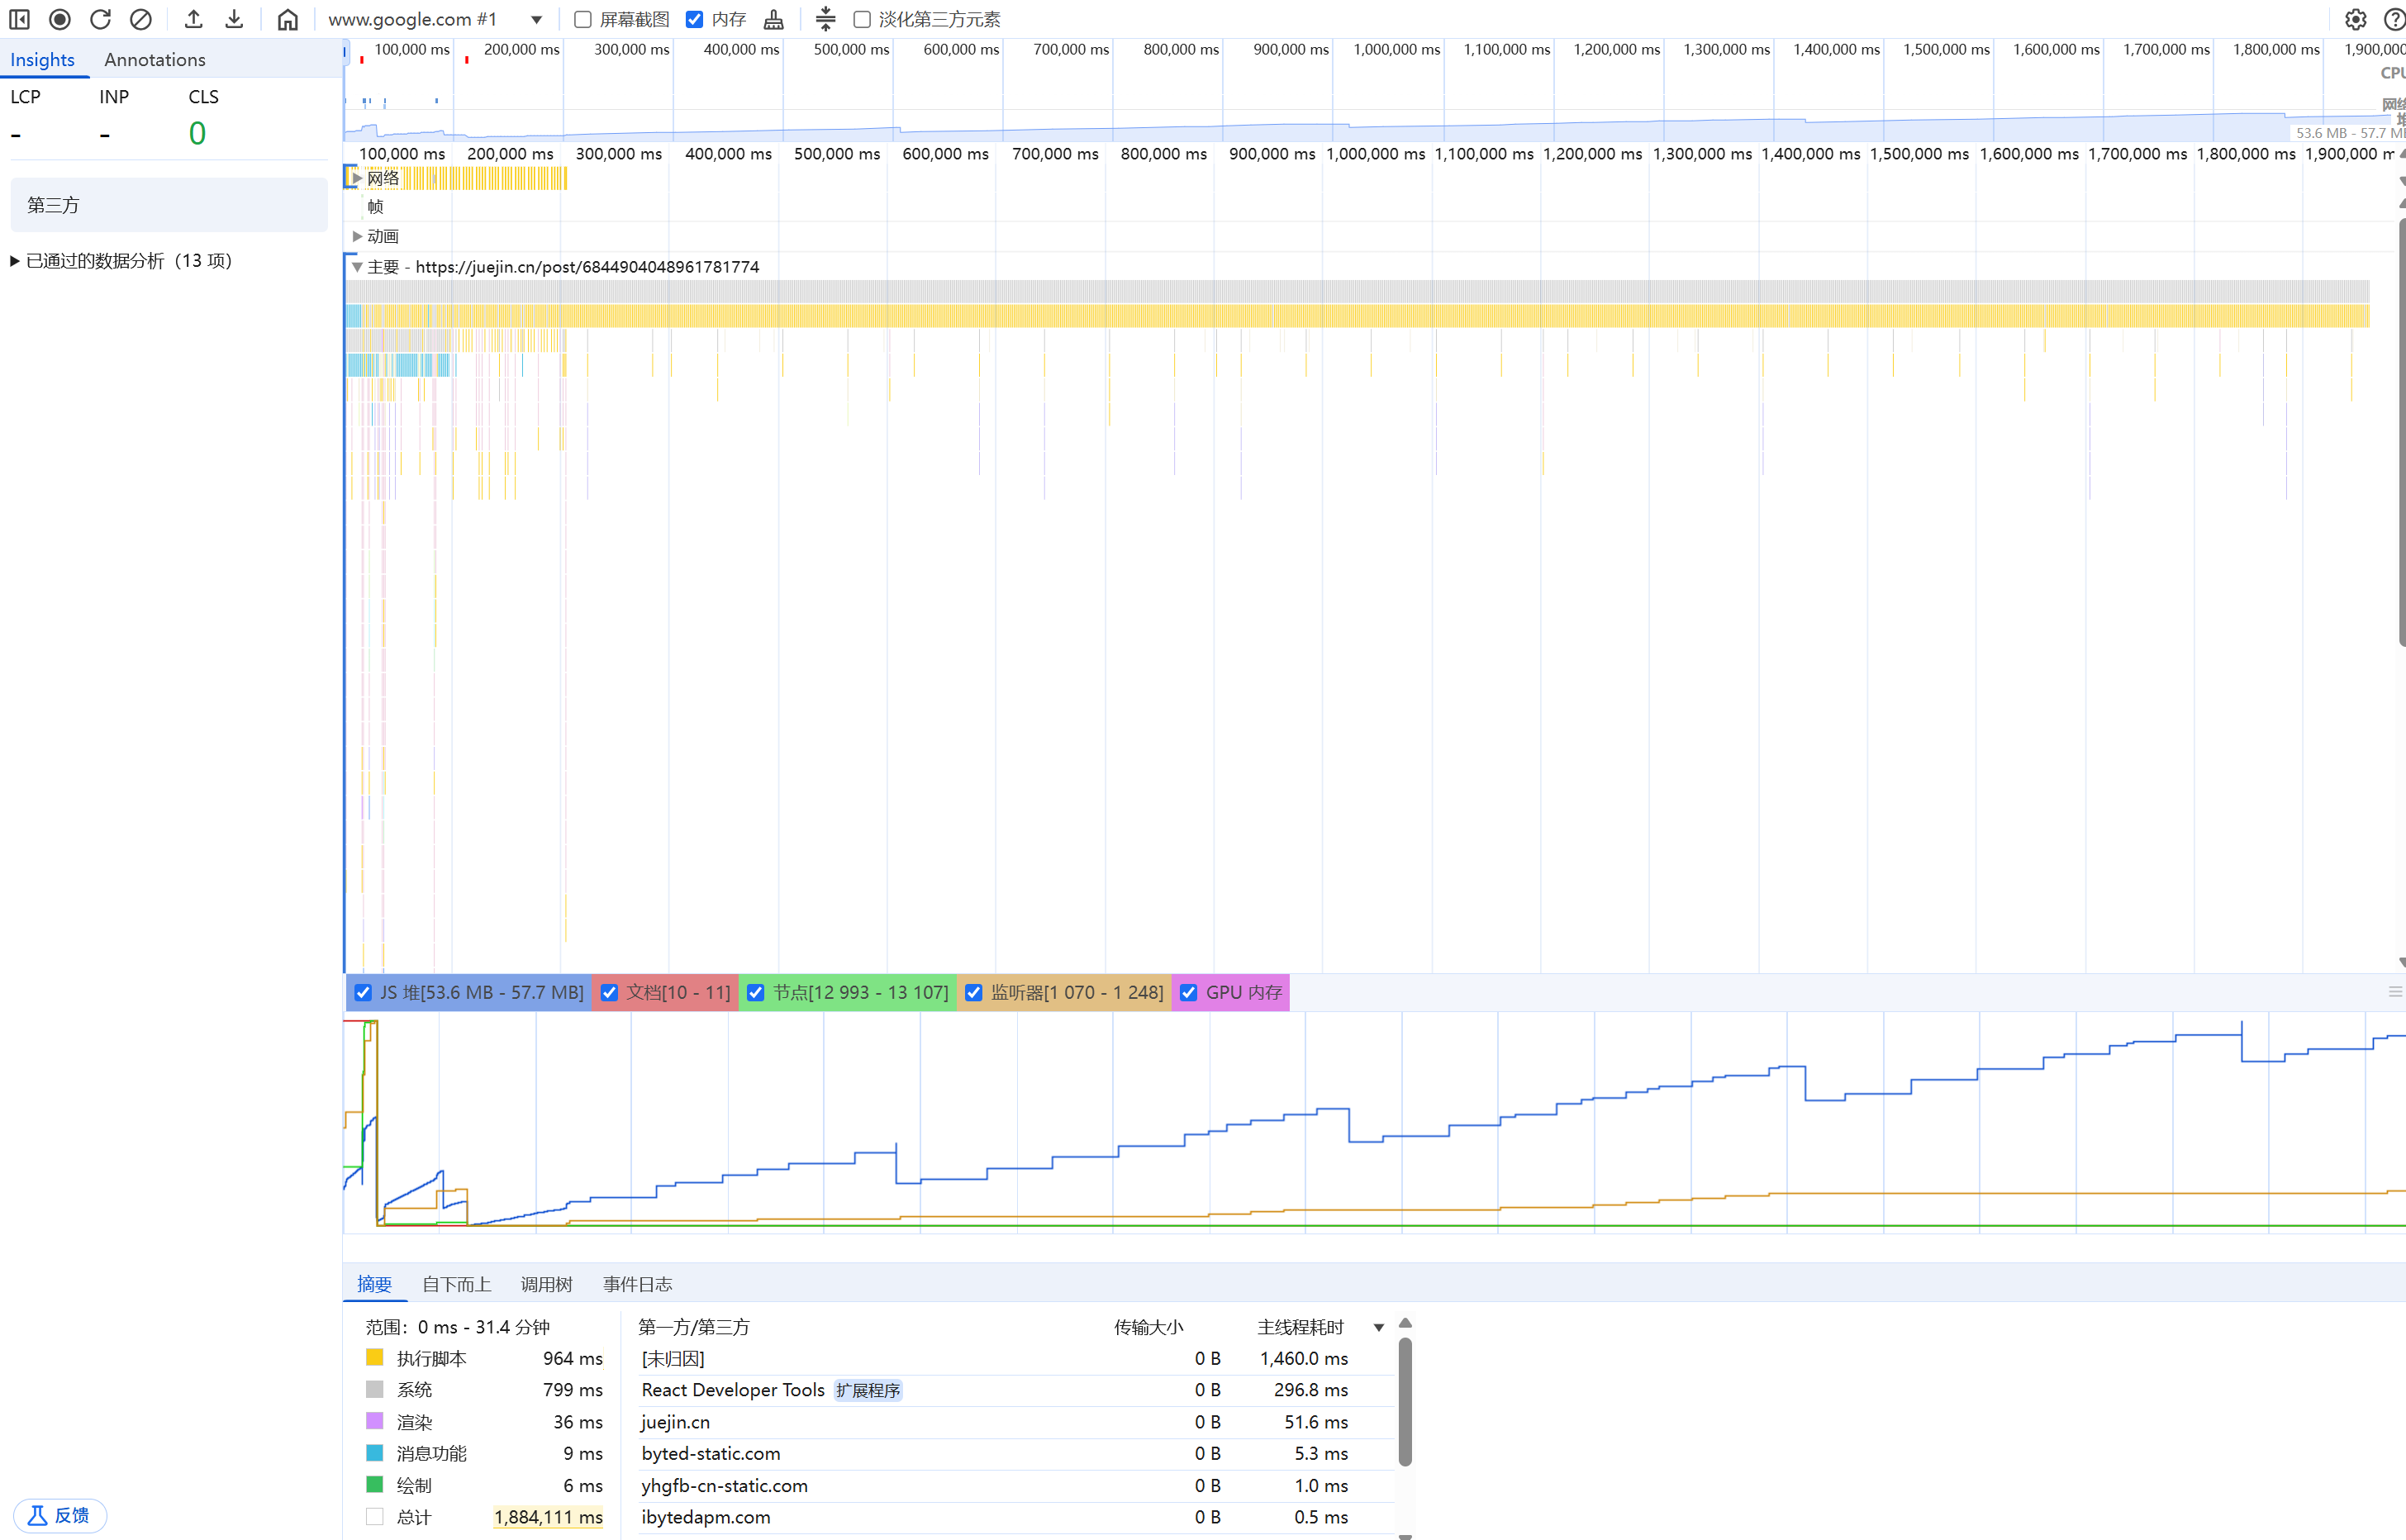 www.google.com #1 屏幕截图 内存 淡化第三方元素
Insights Annotations
LCP INP CLS
- - 0
第三方
已通过的数据分析（13 项）
反馈
100,000 ms 200,000 ms 300,000 ms 400,000 ms 500,000 ms 600,000 ms 700,000 ms 800,000 ms 900,000 ms 1,000,000 ms 1,100,000 ms 1,200,000 ms 1,300,000 ms 1,400,000 ms 1,500,000 ms 1,600,000 ms 1,700,000 ms 1,800,000 ms 1,900,000
CPU
网络
堆
53.6 MB - 57.7 M
100,000 ms 200,000 ms 300,000 ms 400,000 ms 500,000 ms 600,000 ms 700,000 ms 800,000 ms 900,000 ms 1,000,000 ms 1,100,000 ms 1,200,000 ms 1,300,000 ms 1,400,000 ms 1,500,000 ms 1,600,000 ms 1,700,000 ms 1,800,000 ms 1,900,000 m
网络
帧
动画
主要 - https://juejin.cn/post/6844904048961781774
JS 堆[53.6 MB - 57.7 MB] 文档[10 - 11] 节点[12 993 - 13 107] 监听器[1 070 - 1 248] GPU 内存
摘要 自下而上 调用树 事件日志
范围：0 ms - 31.4 分钟
执行脚本 964 ms
系统 799 ms
渲染 36 ms
消息功能 9 ms
绘制 6 ms
总计 1,884,111 ms
第一方/第三方 传输大小 主线程耗时
[未归因] 0 B 1,460.0 ms
React Developer Tools 扩展程序 0 B 296.8 ms
juejin.cn 0 B 51.6 ms
byted-static.com 0 B 5.3 ms
yhgfb-cn-static.com 0 B 1.0 ms
ibytedapm.com 0 B 0.5 ms